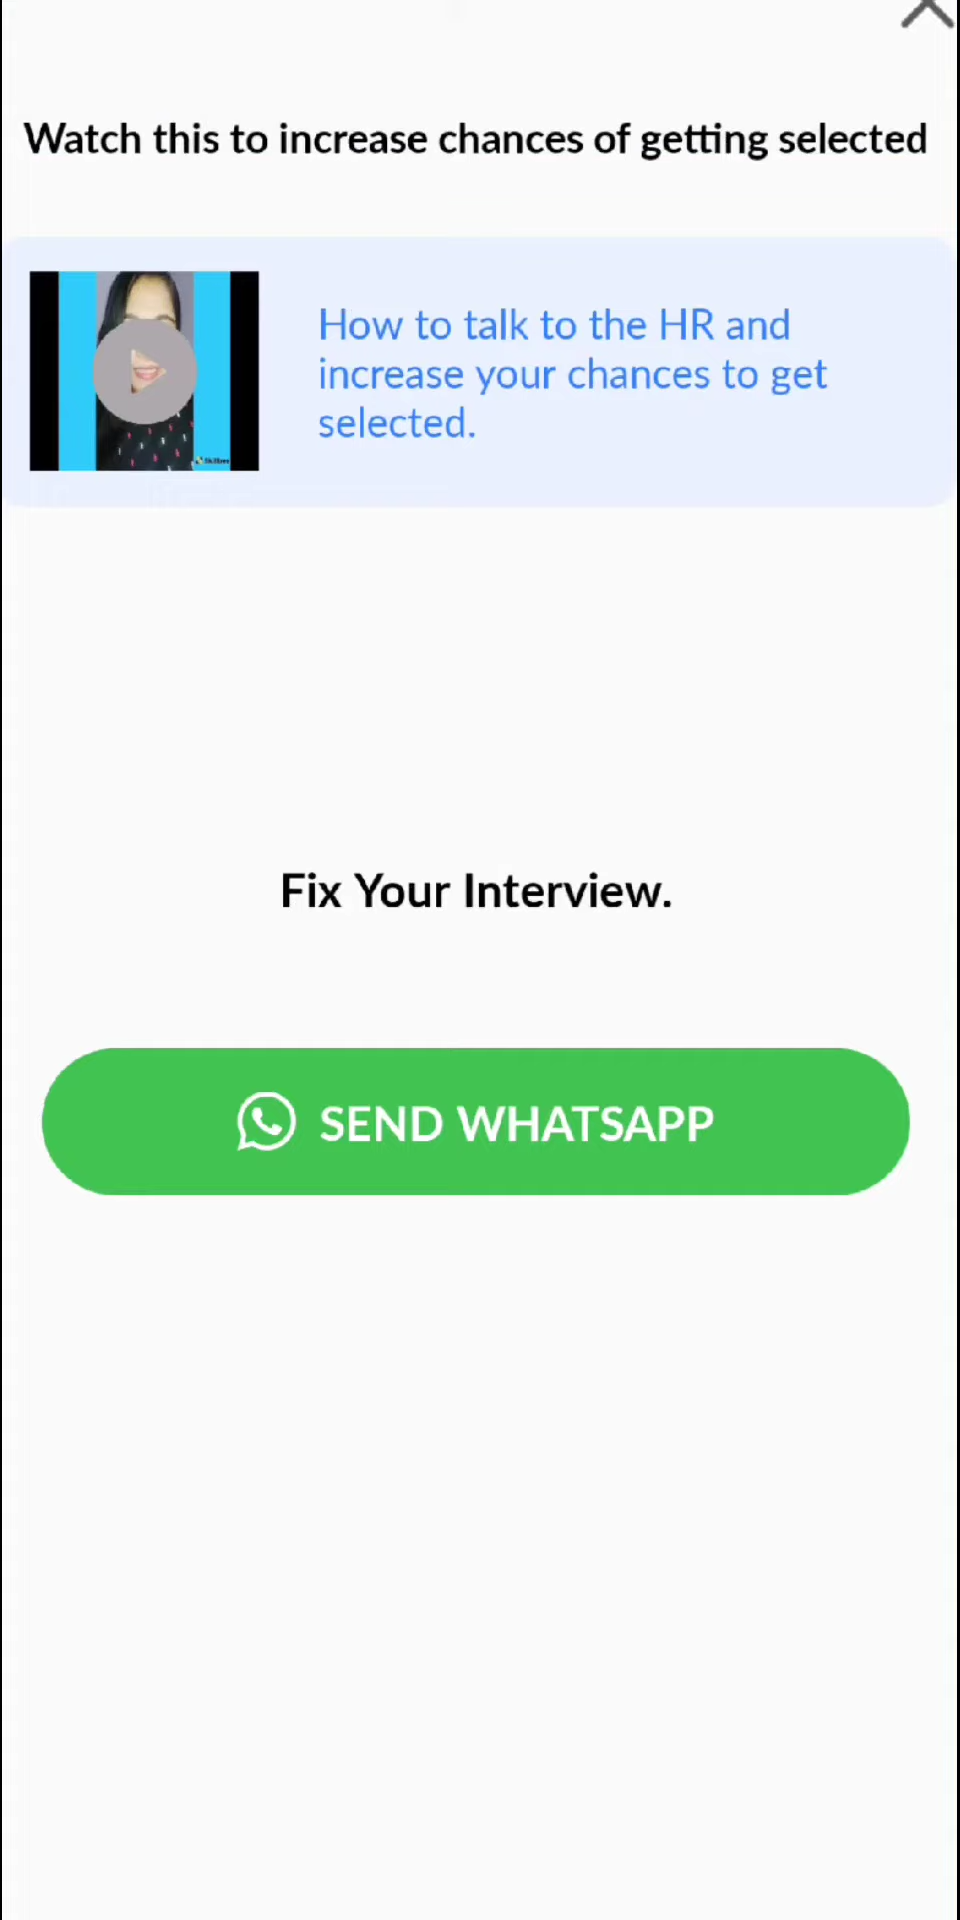 Watch this to increase chances of getting selected
How to talk to the HR and
increase your chances to get
selected.
Fix Your Interview.
SEND WHATSAPP